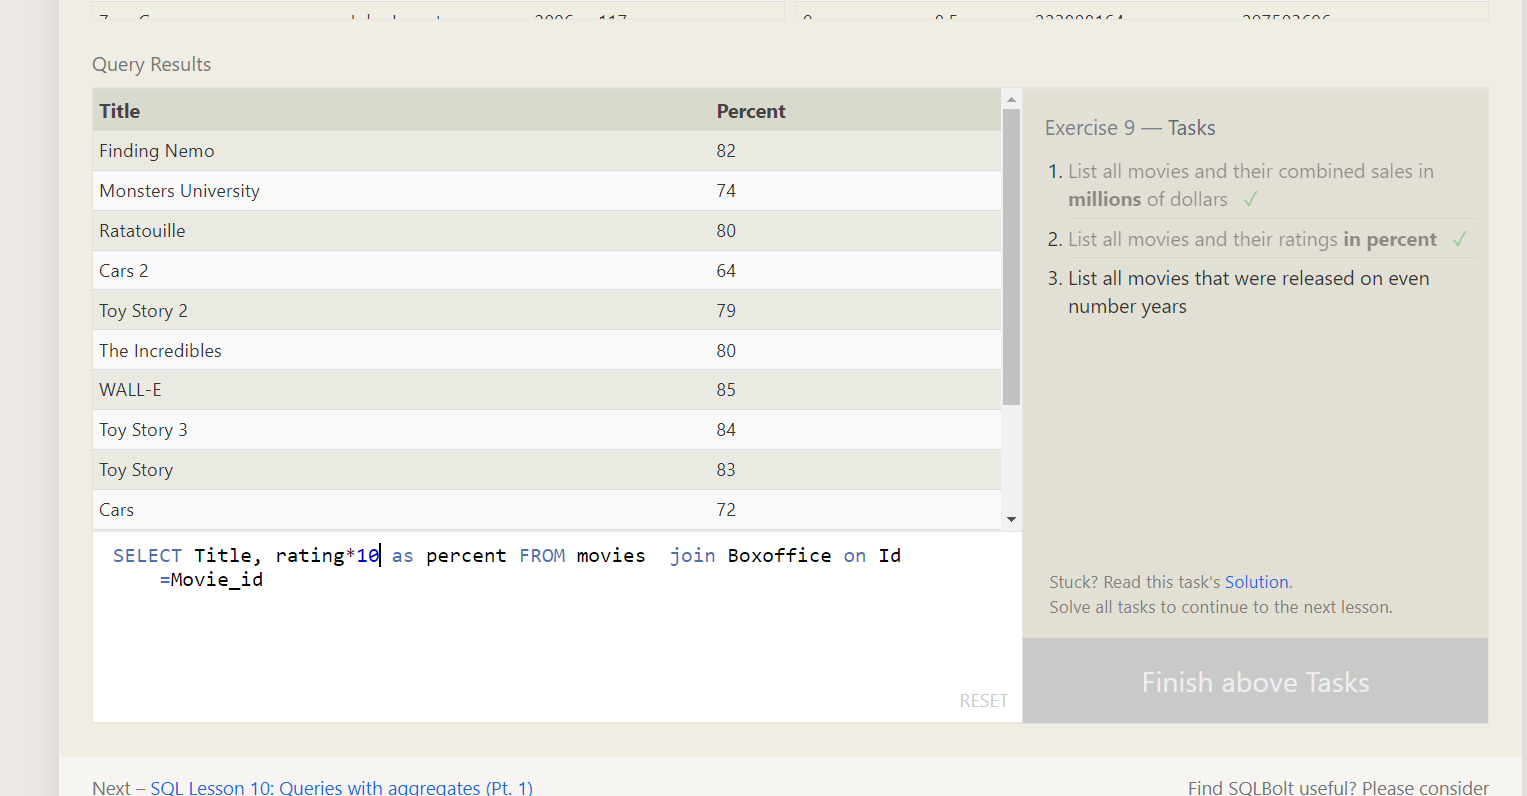 Query Results
Title Percent
Finding Nemo 82
Monsters University 74
Ratatouille 80
Cars 2 64
Toy Story 2 79
The Incredibles 80
WALL-E 85
Toy Story 3 84
Toy Story 83
Cars 72
SELECT Title, rating*10 as percent FROM movies  join Boxoffice on Id
=Movie_id
RESET
Exercise 9 — Tasks
1. List all movies and their combined sales in
millions of dollars ✓
2. List all movies and their ratings in percent ✓
3. List all movies that were released on even
number years
Stuck? Read this task's Solution.
Solve all tasks to continue to the next lesson.
Finish above Tasks
Next – SQL Lesson 10: Queries with aggregates (Pt. 1)
Find SQLBolt useful? Please consider